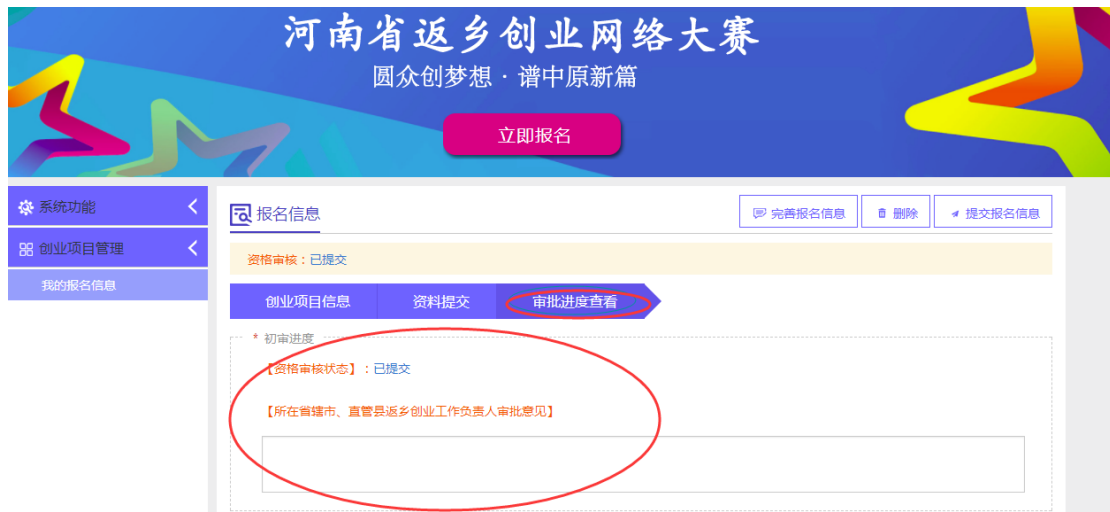 河南省返乡创业网络大赛
圆众创梦想·谱中原新篇
立即报名
系统功能
创业项目管理
我的报名信息
报名信息
完善报名信息 删除 提交报名信息
资格审核：已提交
创业项目信息 资料提交 审批进度查看
* 初审进度
【资格审核状态】：已提交
【所在省辖市、直管县返乡创业工作负责人审批意见】